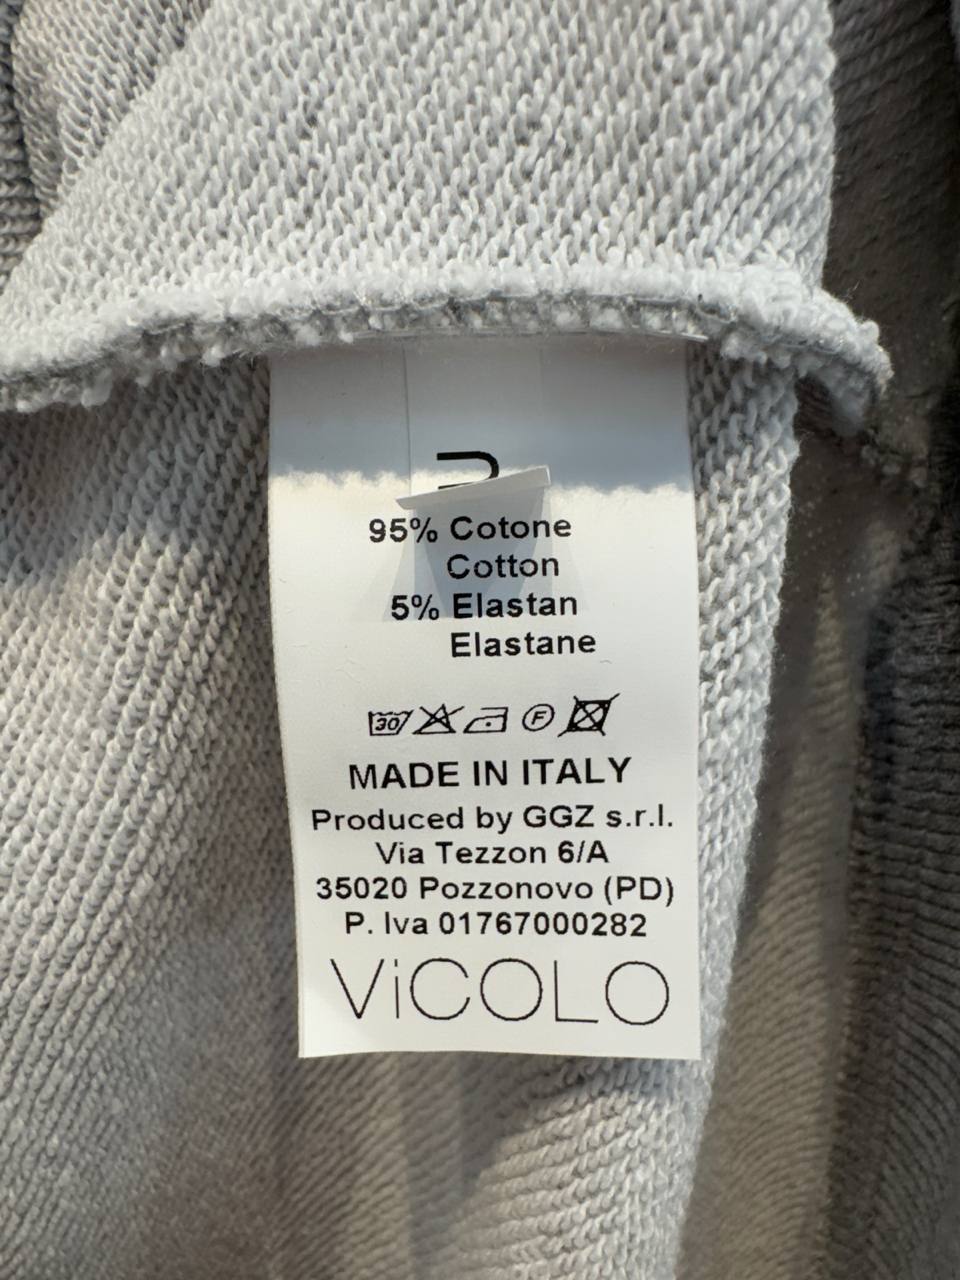 95% Cotone
Cotton
5% Elastan
Elastane
30 F
MADE IN ITALY
Produced by GGZ s.r.l.
Via Tezzon 6/A
35020 Pozzonovo (PD)
P. Iva 01767000282
ViCOLO